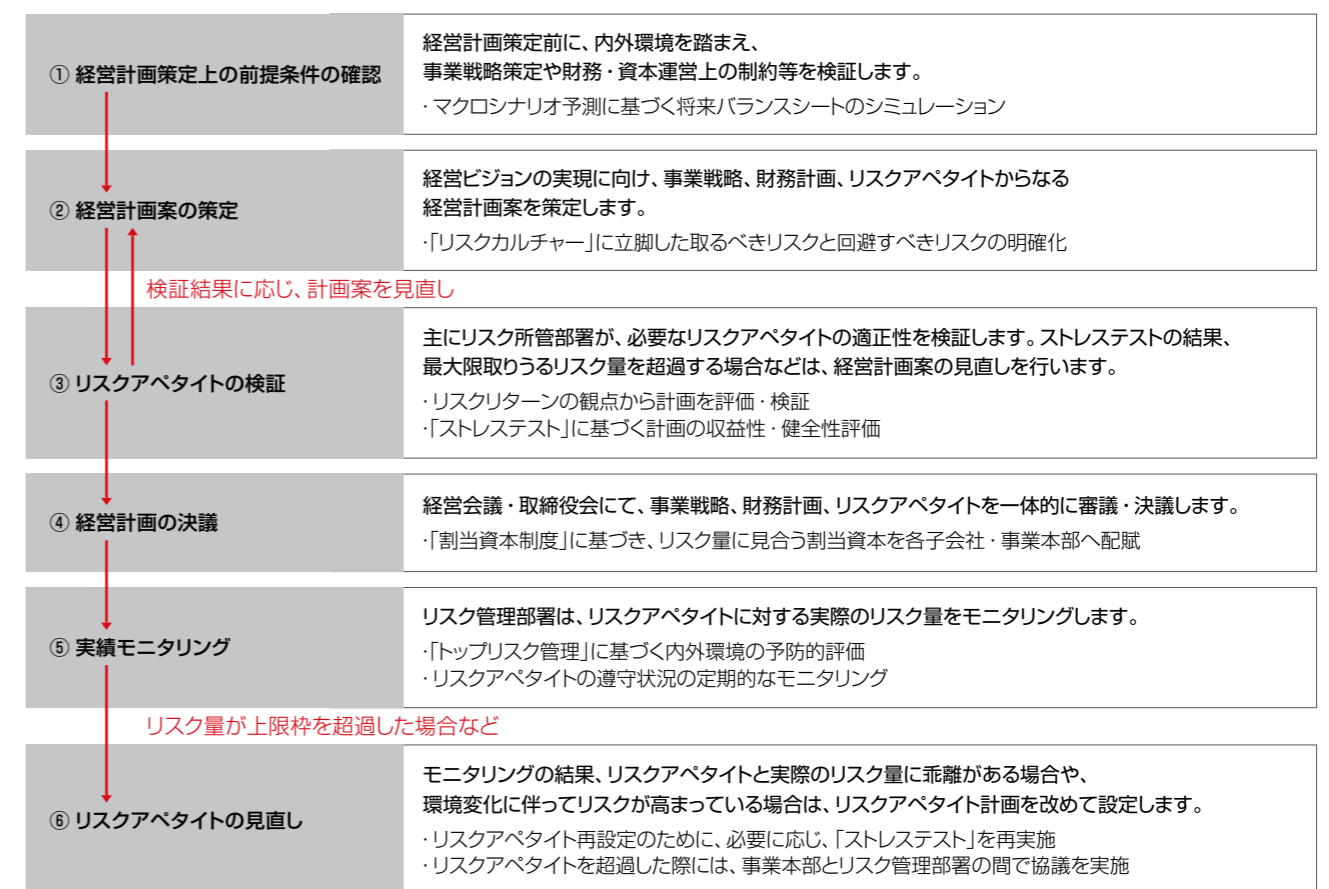 ① 経営計画策定上の前提条件の確認
経営計画策定前に、内外環境を踏まえ、
事業戦略策定や財務・資本運営上の制約等を検証します。
・マクロシナリオ予測に基づく将来バランスシートのシミュレーション
② 経営計画案の策定
経営ビジョンの実現に向け、事業戦略、財務計画、リスクアペタイトからなる
経営計画案を策定します。
・「リスクカルチャー」に立脚した取るべきリスクと回避すべきリスクの明確化
検証結果に応じ、計画案を見直し
③ リスクアペタイトの検証
主にリスク所管部署が、必要なリスクアペタイトの適正性を検証します。ストレステストの結果、
最大限取りうるリスク量を超過する場合などは、経営計画案の見直しを行います。
・リスクリターンの観点から計画を評価・検証
・「ストレステスト」に基づく計画の収益性・健全性評価
④ 経営計画の決議
経営会議・取締役会にて、事業戦略、財務計画、リスクアペタイトを一体的に審議・決議します。
・「割当資本制度」に基づき、リスク量に見合う割当資本を各子会社・事業本部へ配賦
⑤ 実績モニタリング
リスク管理部署は、リスクアペタイトに対する実際のリスク量をモニタリングします。
・「トップリスク管理」に基づく内外環境の予防的評価
・リスクアペタイトの遵守状況の定期的なモニタリング
リスク量が上限枠を超過した場合など
⑥ リスクアペタイトの見直し
モニタリングの結果、リスクアペタイトと実際のリスク量に乖離がある場合や、
環境変化に伴ってリスクが高まっている場合は、リスクアペタイト計画を改めて設定します。
・リスクアペタイト再設定のために、必要に応じ、「ストレステスト」を再実施
・リスクアペタイトを超過した際には、事業本部とリスク管理部署の間で協議を実施